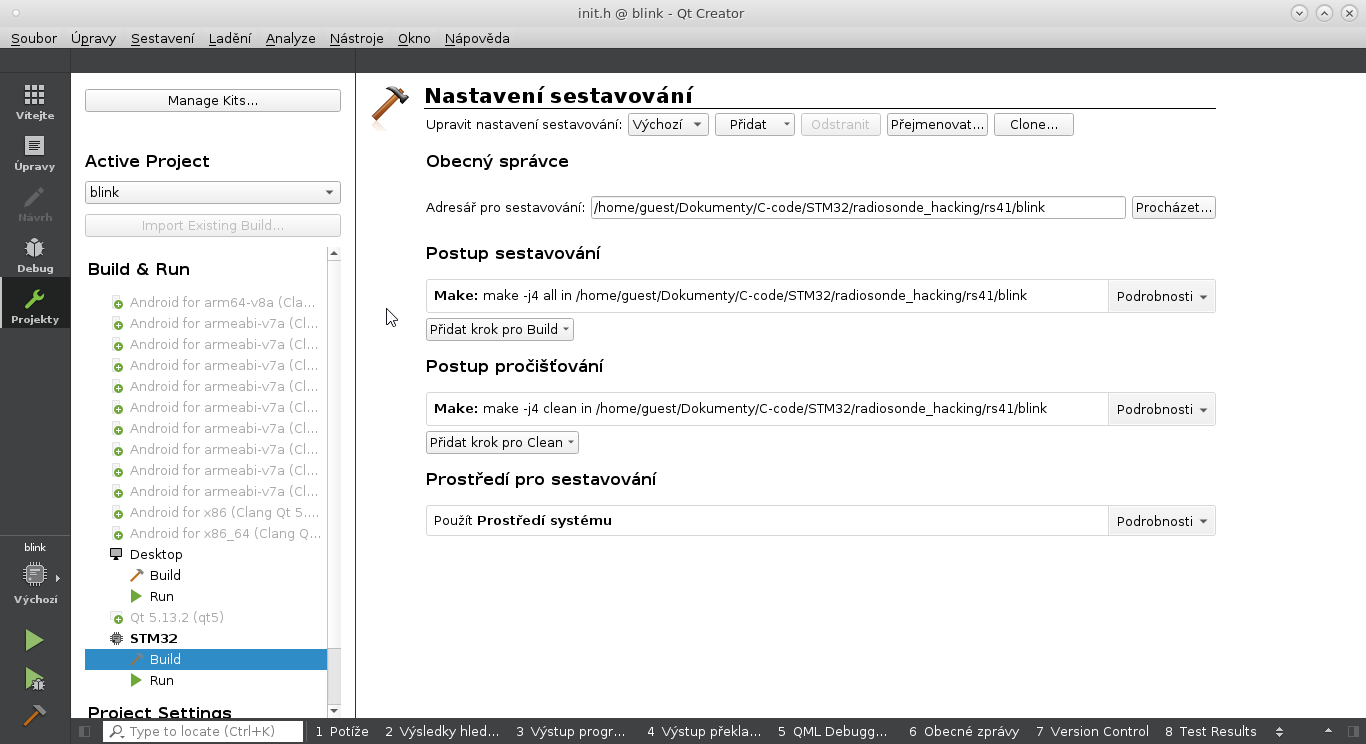 init.h @ blink - Qt Creator
Soubor Úpravy Sestavení Ladění Analyze Nástroje Okno Nápověda
Vítejte
Úpravy
Návrh
Debug
Projekty
blink
Výchozí
Manage Kits...
Active Project
blink
Import Existing Build...
Build & Run
Android for arm64-v8a (Cla...
Android for armeabi-v7a (Cl...
Android for armeabi-v7a (Cl...
Android for armeabi-v7a (Cl...
Android for armeabi-v7a (Cl...
Android for armeabi-v7a (Cl...
Android for armeabi-v7a (Cl...
Android for armeabi-v7a (Cl...
Android for armeabi-v7a (Cl...
Android for armeabi-v7a (Cl...
Android for x86 (Clang Qt 5....
Android for x86_64 (Clang Q...
Desktop
Build
Run
Qt 5.13.2 (qt5)
STM32
Build
Run
Project Settings
Nastavení sestavování
Upravit nastavení sestavování: Výchozí Přidat Odstranit Přejmenovat... Clone...
Obecný správce
Adresář pro sestavování: /home/guest/Dokumenty/C-code/STM32/radiosonde_hacking/rs41/blink Procházet...
Postup sestavování
Make: make -j4 all in /home/guest/Dokumenty/C-code/STM32/radiosonde_hacking/rs41/blink Podrobnosti
Přidat krok pro Build
Postup pročišťování
Make: make -j4 clean in /home/guest/Dokumenty/C-code/STM32/radiosonde_hacking/rs41/blink Podrobnosti
Přidat krok pro Clean
Prostředí pro sestavování
Použít Prostředí systému Podrobnosti
Type to locate (Ctrl+K) 1 Potíže 2 Výsledky hled... 3 Výstup progr... 4 Výstup překla... 5 QML Debugg... 6 Obecné zprávy 7 Version Control 8 Test Results